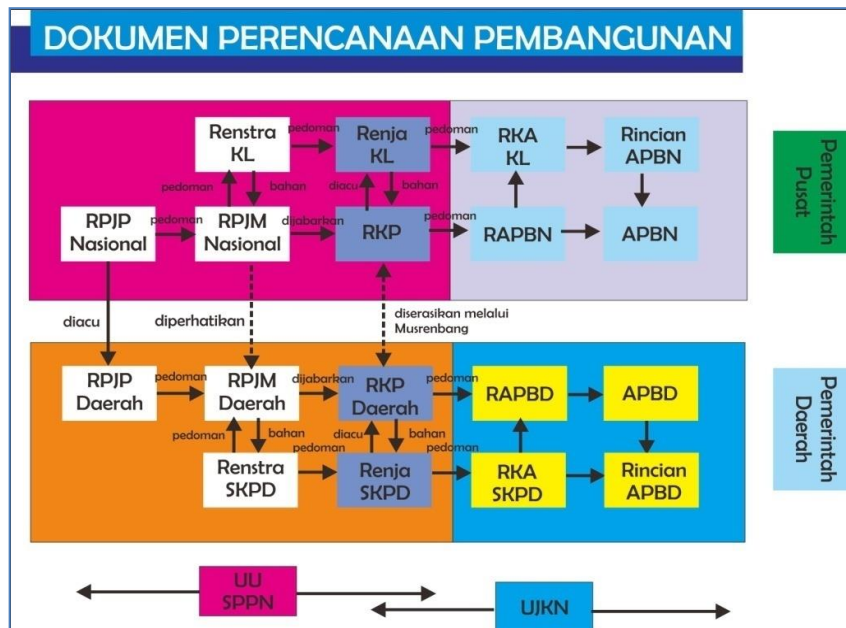 DOKUMEN PERENCANAAN PEMBANGUNAN
Renstra
KL
pedoman
Renja
KL
pedoman
RKA
KL
Rincian
APBN
pedoman
bahan
diacu
bahan
RPJP
Nasional
pedoman
RPJM
Nasional
dijabarkan
RKP
pedoman
RAPBN
APBN
Pemerintah
Pusat
diacu
diperhatikan
diserasikan melalui
Musrenbang
RPJP
Daerah
pedoman
RPJM
Daerah
dijabarkan
RKP
Daerah
pedoman
RAPBD
APBD
pedoman
bahan
diacu
bahan
Renstra
SKPD
pedoman
Renja
SKPD
pedoman
RKA
SKPD
Rincian
APBD
Pemerintah
Daerah
UU
SPPN
UJKN